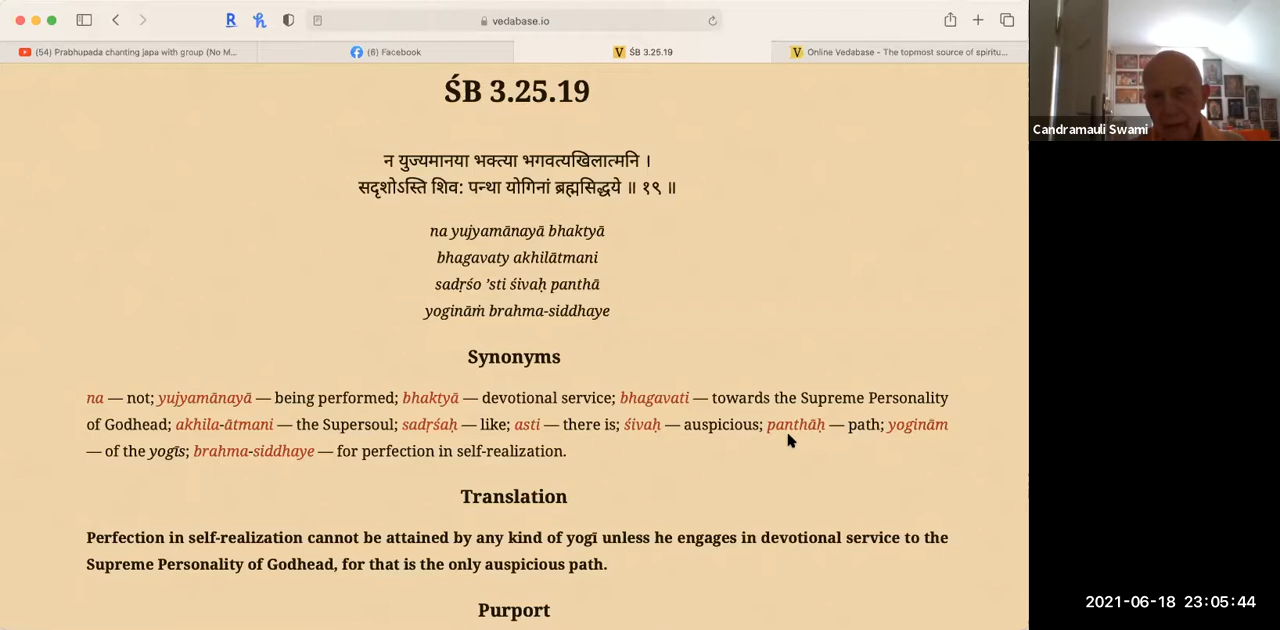 vedabase.io
(54) Prabhupada chanting japa with group (No M...
(6) Facebook
ŚB 3.25.19
Online Vedabase - The topmost source of spiritu...
ŚB 3.25.19
न युज्यमानया भक्त्या भगवत्यखिलात्मनि ।
सद‍ृशोऽस्ति शिव: पन्था योगिनां ब्रह्मसिद्धये ॥ १९ ॥
na yujyamānayā bhaktyā
bhagavaty akhilātmani
sadṛśo ’sti śivaḥ panthā
yogināṁ brahma-siddhaye
Synonyms
na — not; yujyamānayā — being performed; bhaktyā — devotional service; bhagavati — towards the Supreme Personality
of Godhead; akhila-ātmani — the Supersoul; sadṛśaḥ — like; asti — there is; śivaḥ — auspicious; panthāḥ — path; yoginām
— of the yogīs; brahma-siddhaye — for perfection in self-realization.
Translation
Perfection in self-realization cannot be attained by any kind of yogī unless he engages in devotional service to the
Supreme Personality of Godhead, for that is the only auspicious path.
Purport
Candramauli Swami
2021-06-18 23:05:44